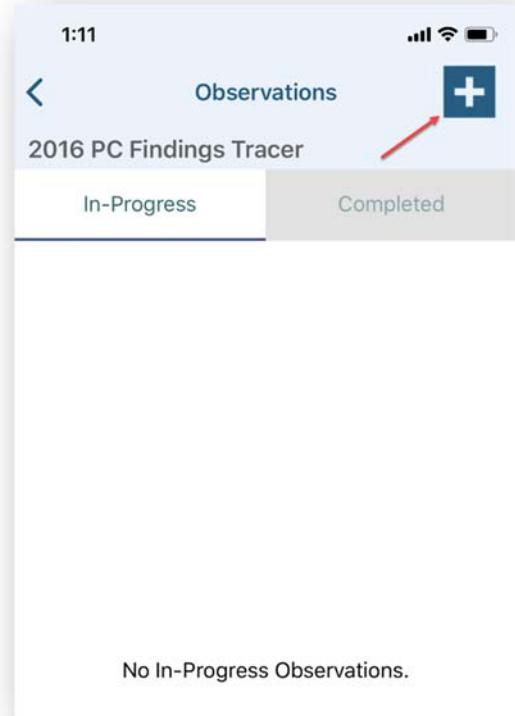 1:11
Observations
2016 PC Findings Tracer
In-Progress Completed
No In-Progress Observations.